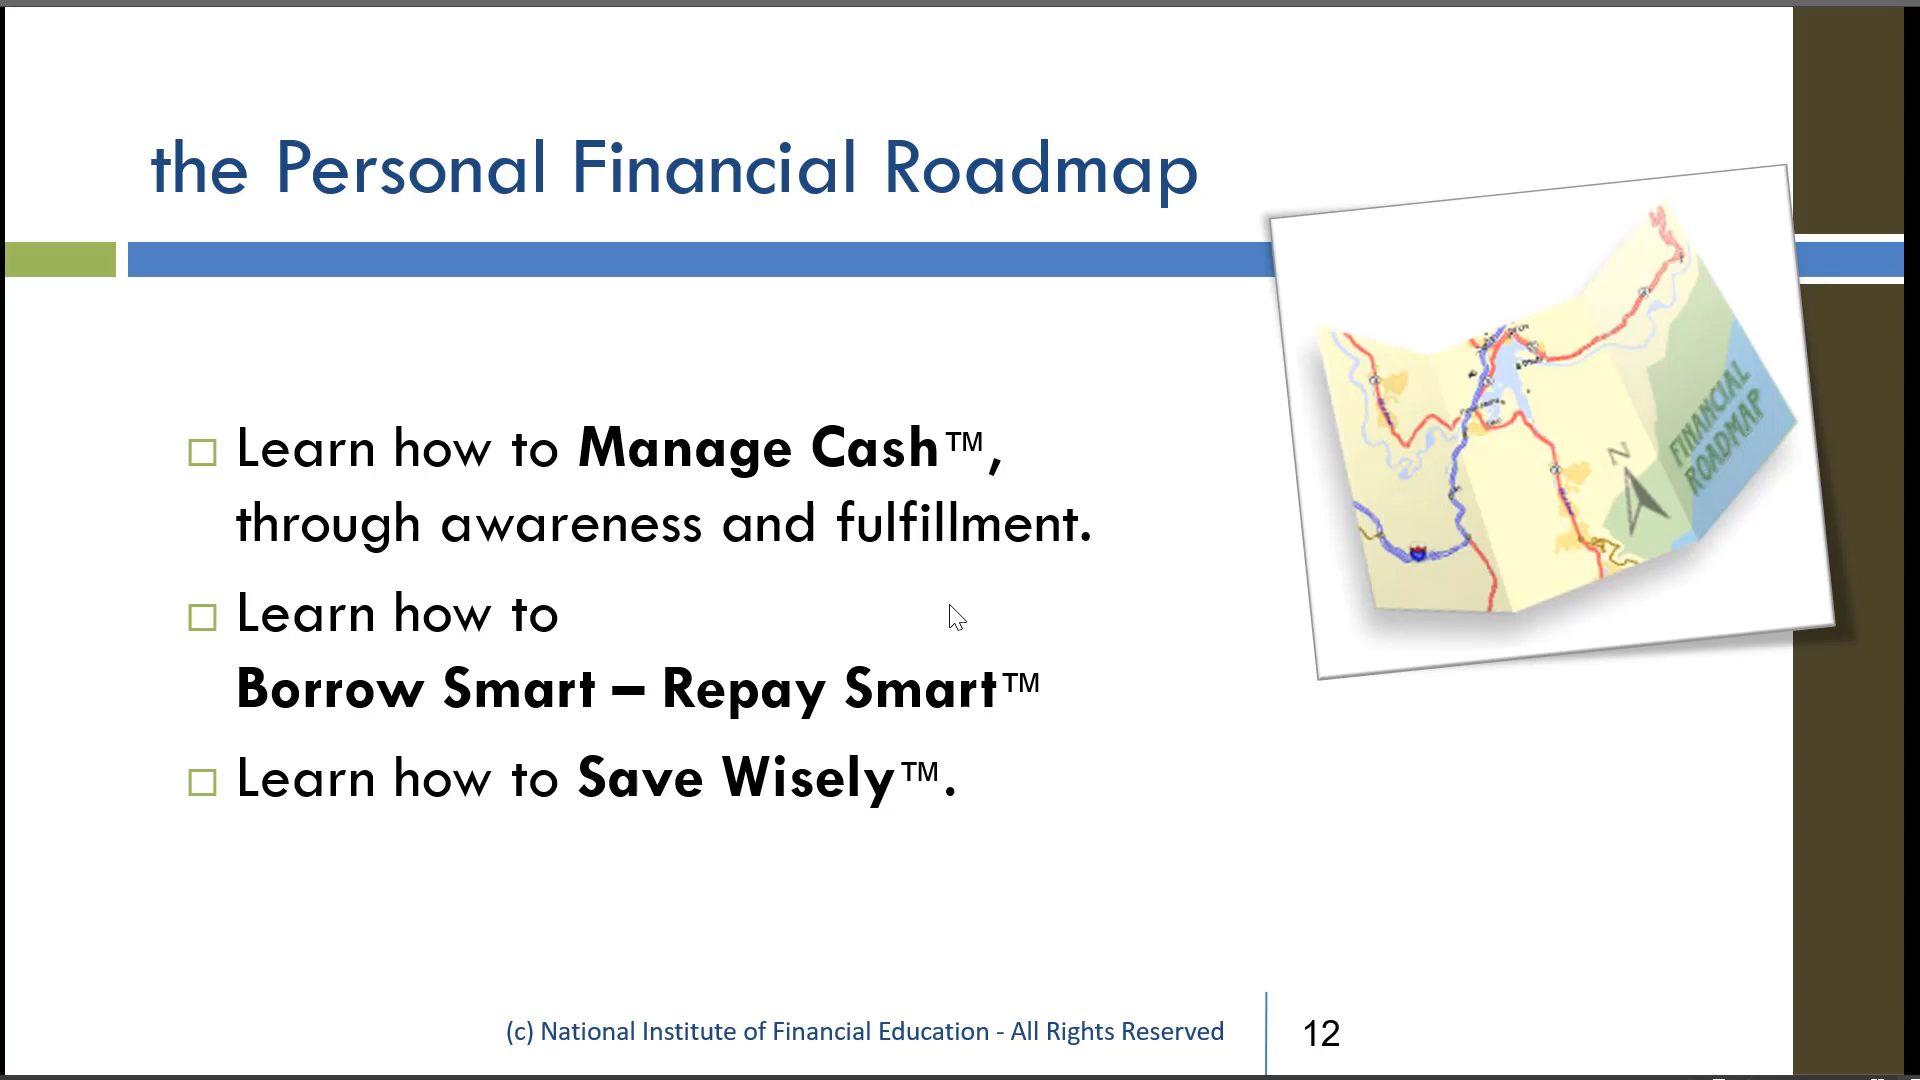 the Personal Financial Roadmap
Learn how to Manage Cash™,
through awareness and fulfillment.
Learn how to
Borrow Smart – Repay Smart™
Learn how to Save Wisely™.
FINANCIAL
ROADMAP
N
(c) National Institute of Financial Education - All Rights Reserved
12